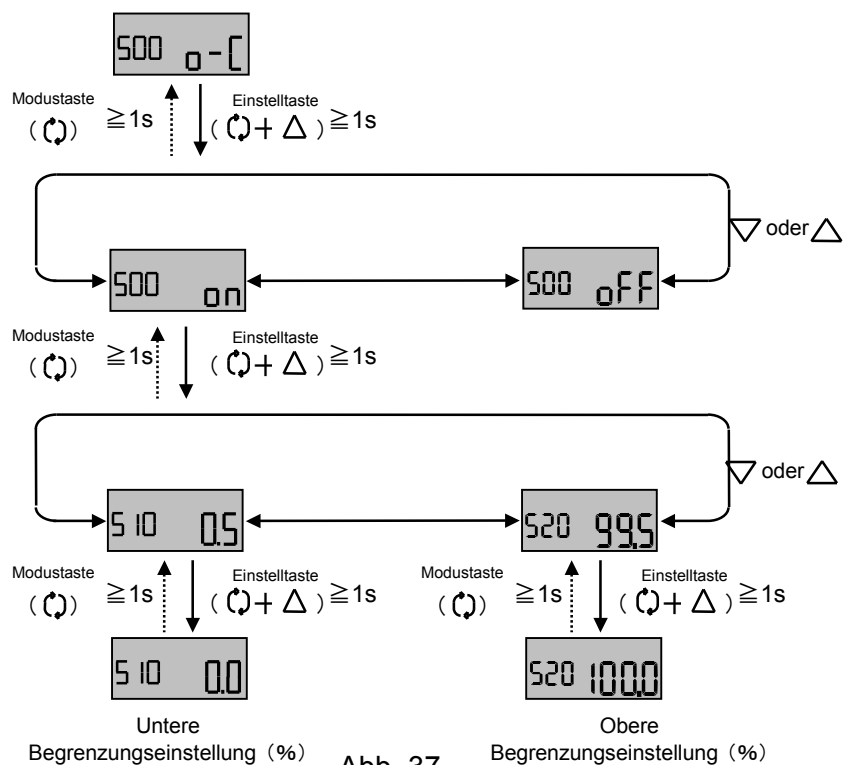 500 o-C
Modustaste
(
) ≧1s
Einstelltaste
( + △ ) ≧1s
▽ oder △
500 on
500 oFF
Modustaste
( ) ≧1s
Einstelltaste
( + △ ) ≧1s
▽ oder △
510 0.5
520 99.5
Modustaste
( ) ≧1s
Einstelltaste
( + △ ) ≧1s
Modustaste
( ) ≧1s
Einstelltaste
( + △ ) ≧1s
510 0.0
520 100.0
Untere
Begrenzungseinstellung (%)
Abb. 37
Obere
Begrenzungseinstellung (%)